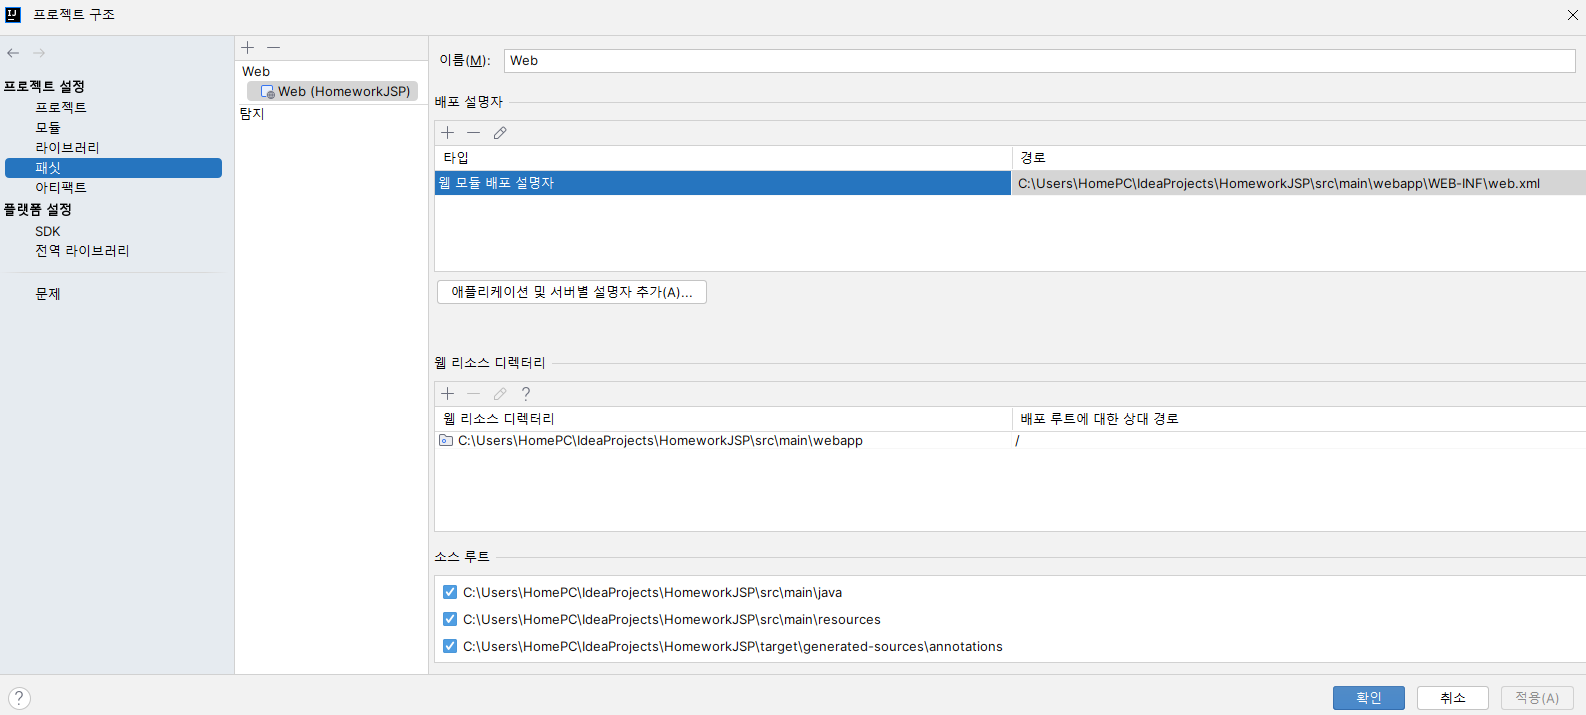 프로젝트 구조
프로젝트 설정
프로젝트
모듈
라이브러리
패싯
아티팩트
플랫폼 설정
SDK
전역 라이브러리
문제
Web
Web (HomeworkJSP)
탐지
이름(M): Web
배포 설명자
타입 경로
웹 모듈 배포 설명자 C:\Users\HomePC\IdeaProjects\HomeworkJSP\src\main\webapp\WEB-INF\web.xml
애플리케이션 및 서버별 설명자 추가(A)...
웹 리소스 디렉터리
?
웹 리소스 디렉터리 배포 루트에 대한 상대 경로
C:\Users\HomePC\IdeaProjects\HomeworkJSP\src\main\webapp /
소스 루트
C:\Users\HomePC\IdeaProjects\HomeworkJSP\src\main\java
C:\Users\HomePC\IdeaProjects\HomeworkJSP\src\main\resources
C:\Users\HomePC\IdeaProjects\HomeworkJSP\target\generated-sources\annotations
? 확인 취소 적용(A)